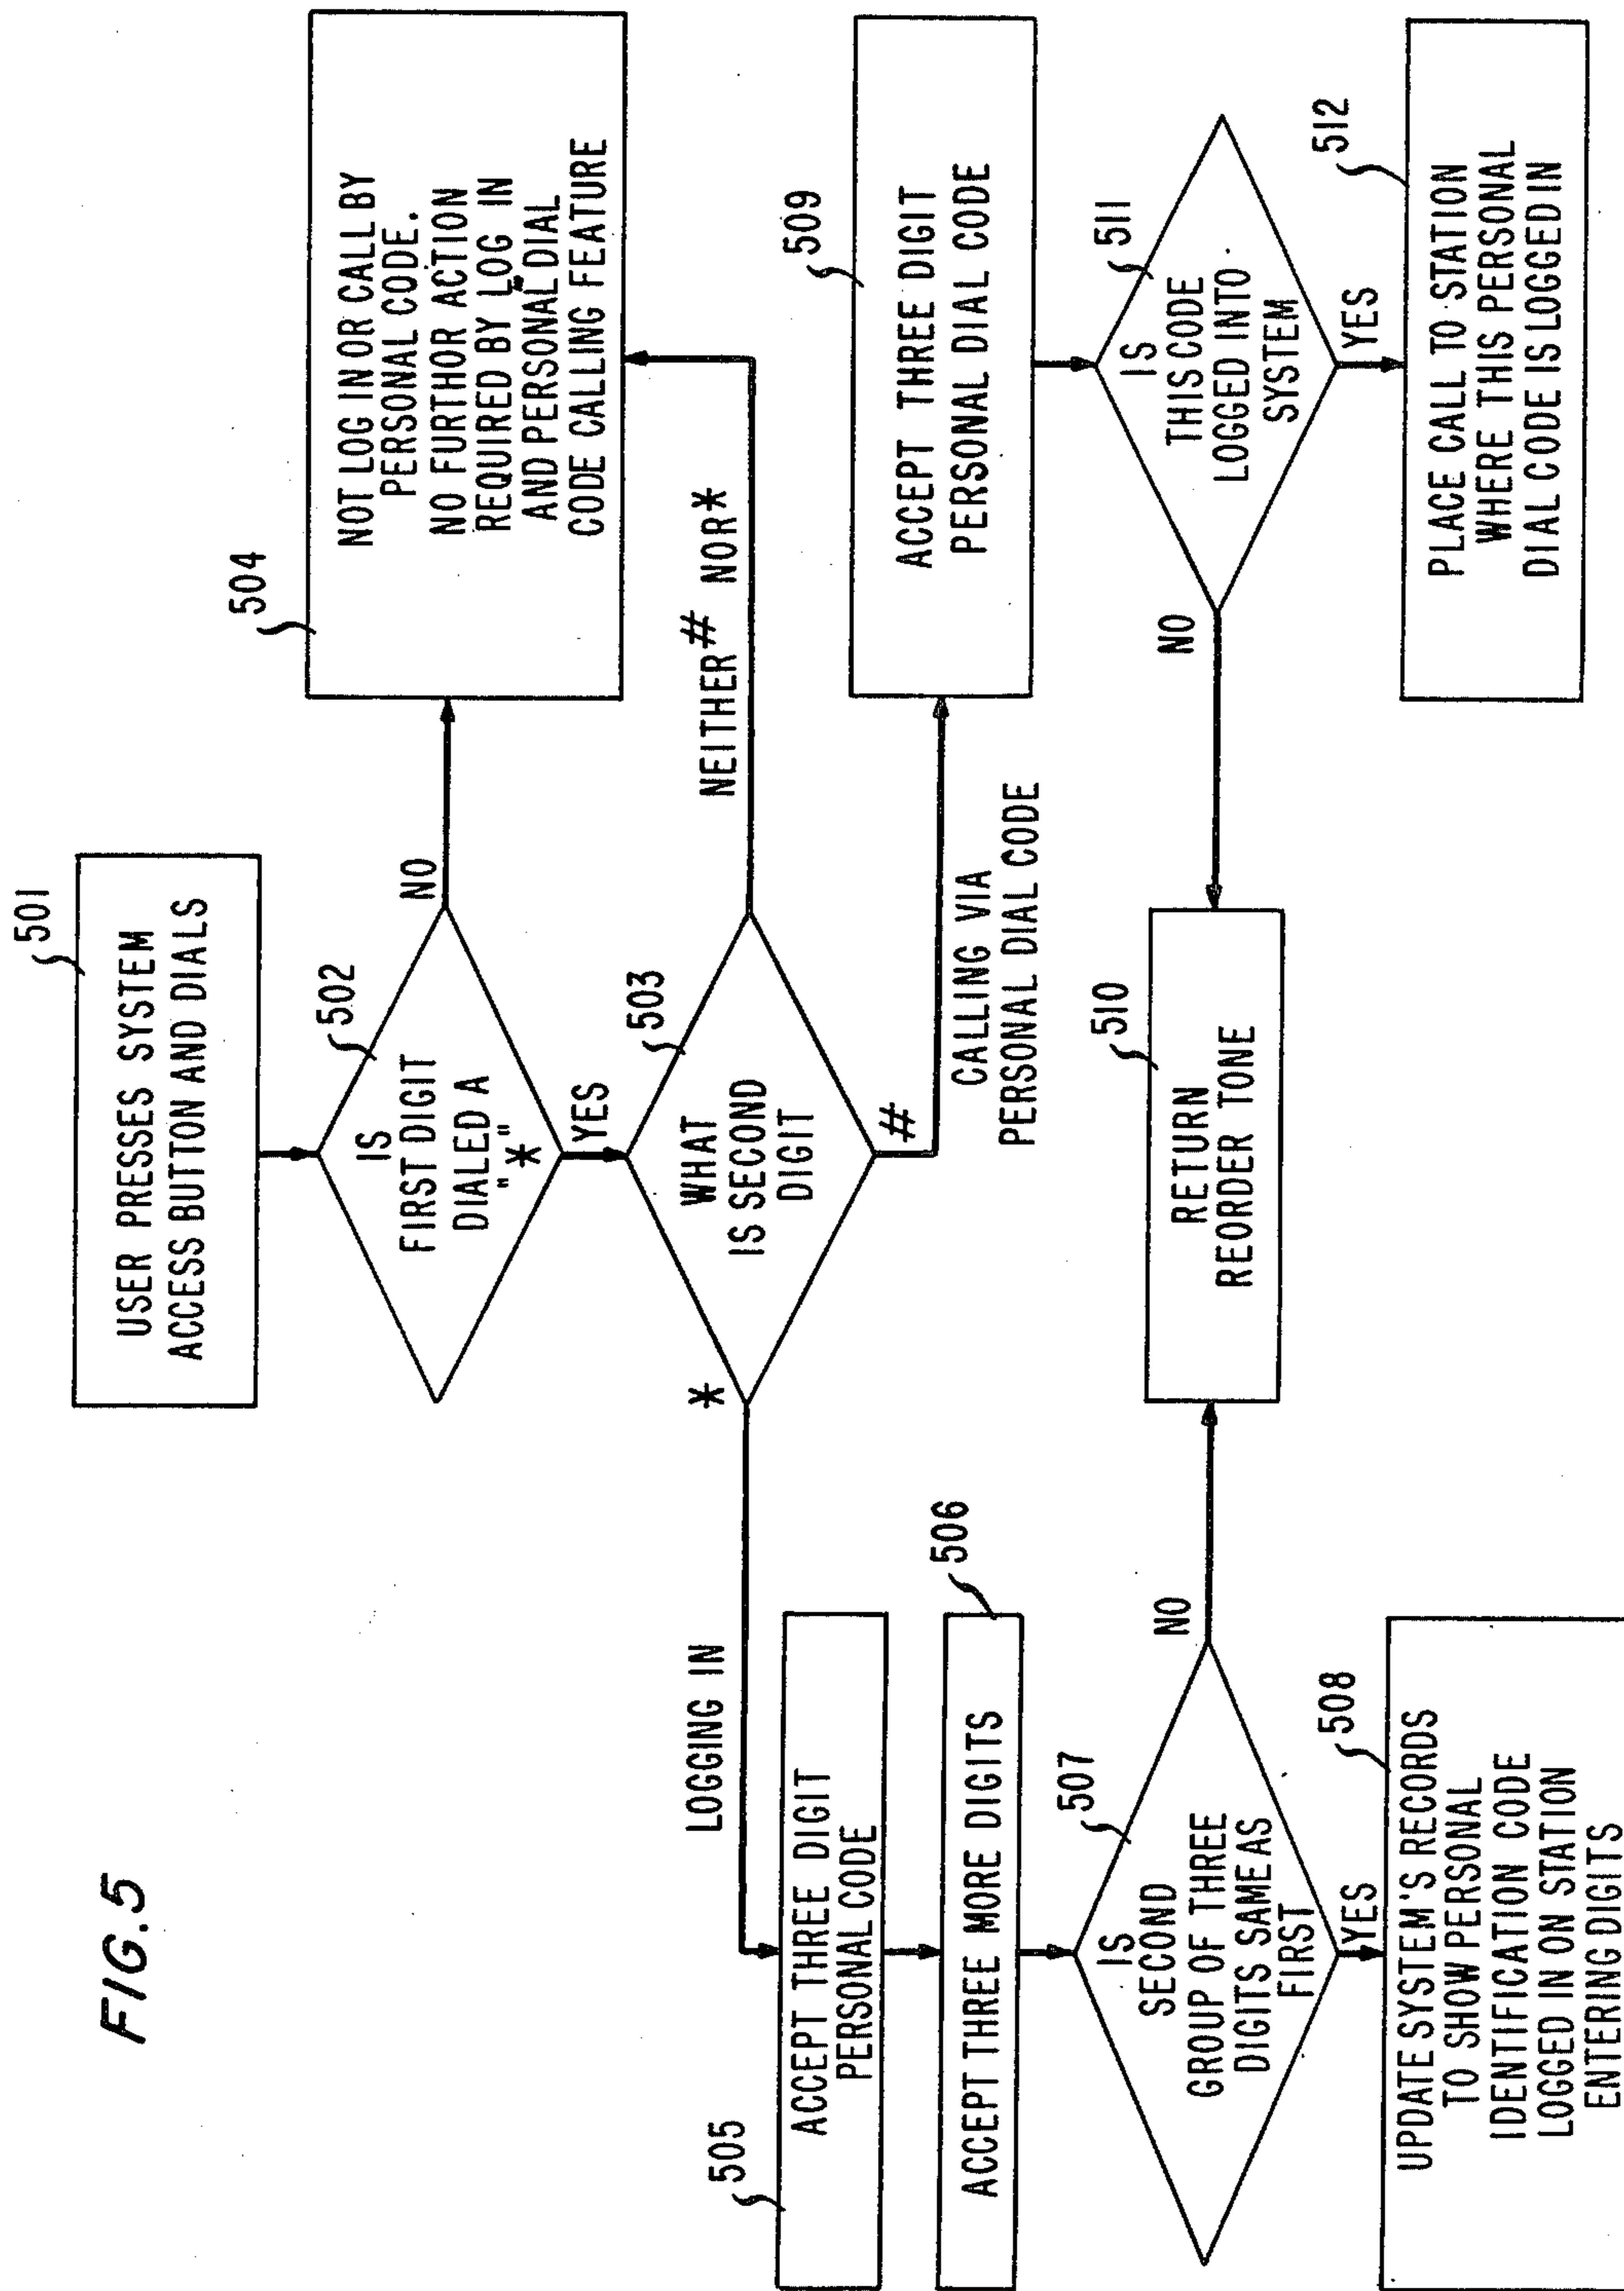 FIG.5
501
USER PRESSES SYSTEM
ACCESS BUTTON AND DIALS
502
IS
FIRST DIGIT
DIALED A
"*"
NO
YES
504
NOT LOG IN OR CALL BY
PERSONAL CODE.
NO FURTHER ACTION
REQUIRED BY LOG IN
AND PERSONAL DIAL
CODE CALLING FEATURE
503
WHAT
IS SECOND
DIGIT
NEITHER # NOR *
*
#
LOGGING IN
CALLING VIA
PERSONAL DIAL CODE
505
ACCEPT THREE DIGIT
PERSONAL CODE
506
ACCEPT THREE MORE DIGITS
507
IS
SECOND
GROUP OF THREE
DIGITS SAME AS
FIRST
NO
YES
508
UPDATE SYSTEM'S RECORDS
TO SHOW PERSONAL
IDENTIFICATION CODE
LOGGED IN ON STATION
ENTERING DIGITS
510
RETURN
REORDER TONE
509
ACCEPT THREE DIGIT
PERSONAL DIAL CODE
511
IS
THIS CODE
LOGGED INTO
SYSTEM
NO
YES
512
PLACE CALL TO STATION
WHERE THIS PERSONAL
DIAL CODE IS LOGGED IN